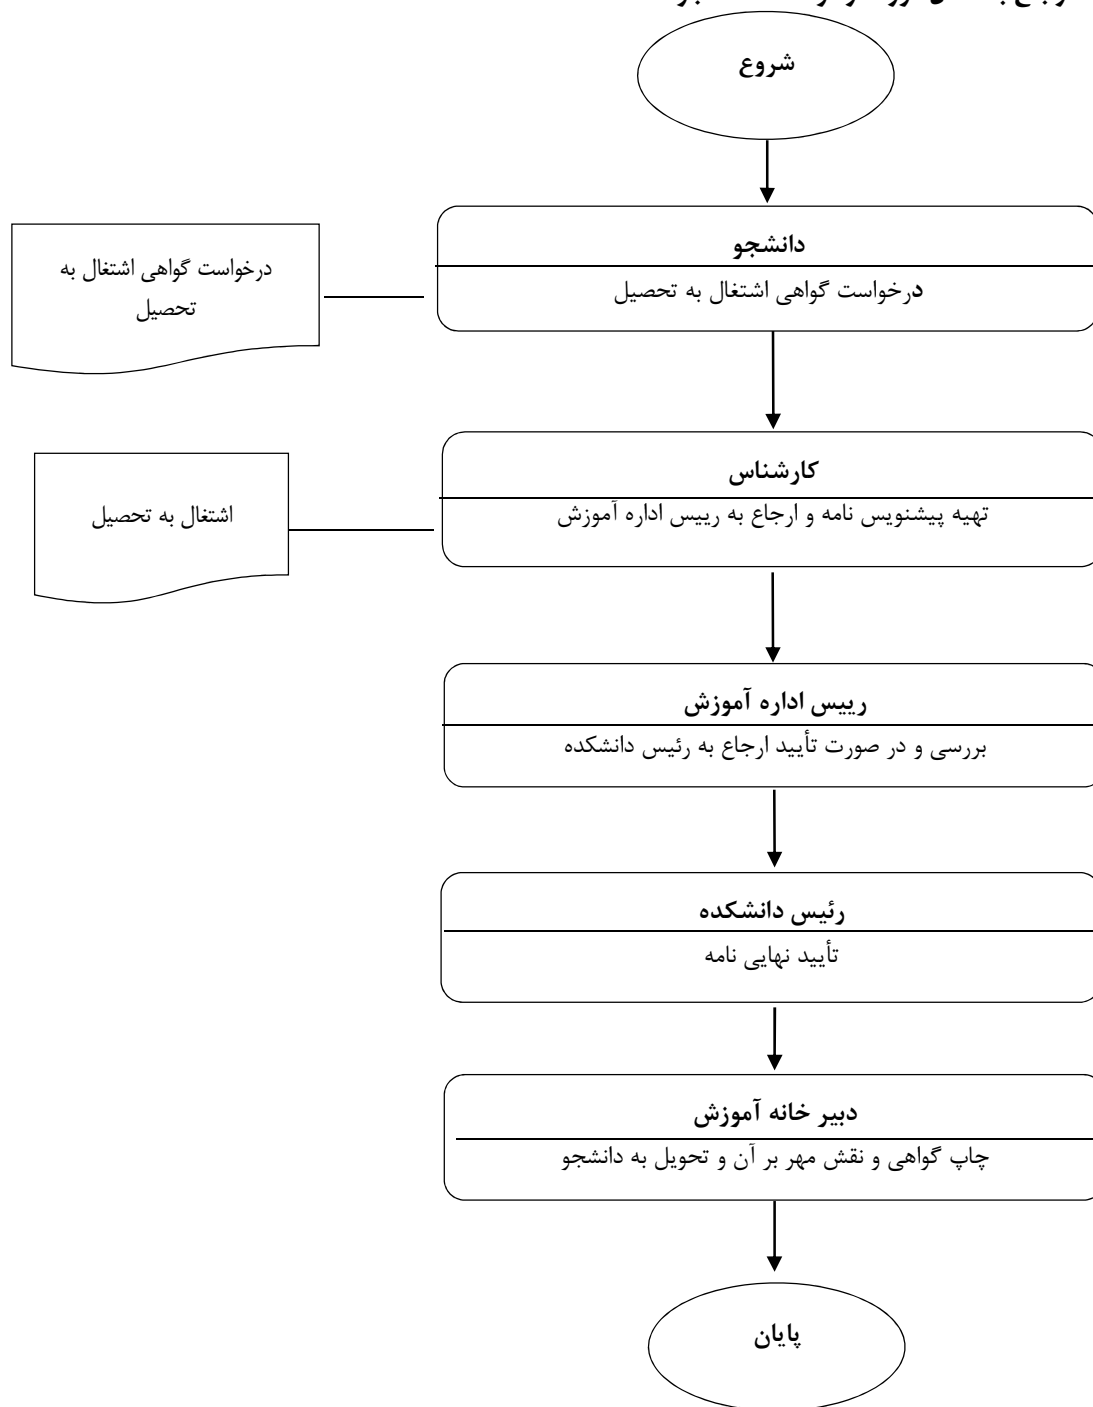 شروع
دانشجو
درخواست گواهی اشتغال به تحصیل
درخواست گواهی اشتغال به
تحصیل
کارشناس
تهیه پیشنویس نامه و ارجاع به رییس اداره آموزش
اشتغال به تحصیل
رییس اداره آموزش
بررسی و در صورت تأیید ارجاع به رئیس دانشکده
رئیس دانشکده
تأیید نهایی نامه
دبیر خانه آموزش
چاپ گواهی و نقش مهر بر آن و تحویل به دانشجو
پایان